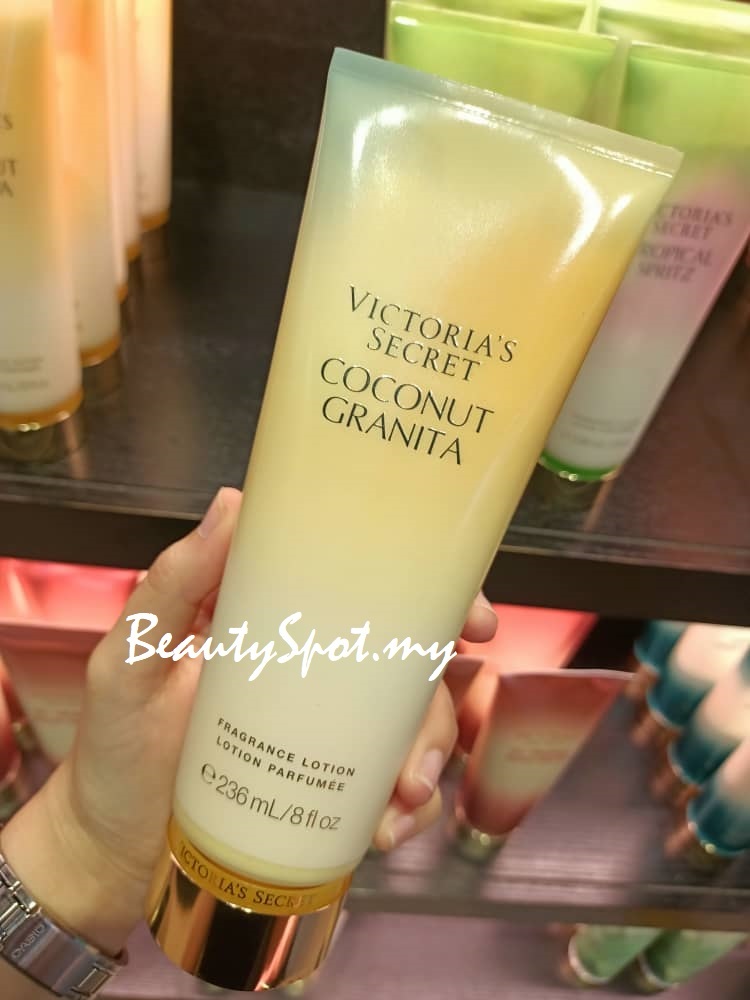 VICTORIA'S
SECRET
COCONUT
GRANITA
BeautySpot.my
FRAGRANCE LOTION
LOTION PARFUMÉE
℮ 236 mL/8 fl oz
VICTORIA'S SECRET
CASIO
VICTORIA'S
SECRET
TROPICAL
SPRITZ